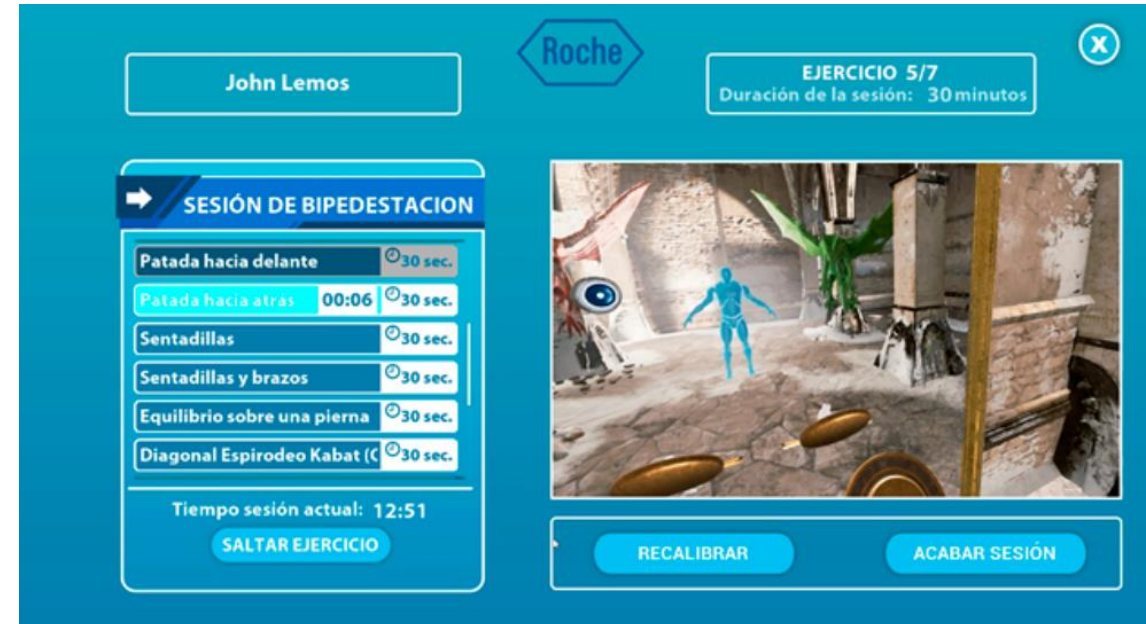 Roche
X
John Lemos
EJERCICIO 5/7
Duración de la sesión: 30 minutos
SESIÓN DE BIPEDESTACION
Patada hacia delante 30 sec.
Patada hacia atras 00:06 30 sec.
Sentadillas 30 sec.
Sentadillas y brazos 30 sec.
Equilibrio sobre una pierna 30 sec.
Diagonal Espirodeo Kabat (C 30 sec.
Tiempo sesión actual: 12:51
SALTAR EJERCICIO
RECALIBRAR
ACABAR SESIÓN